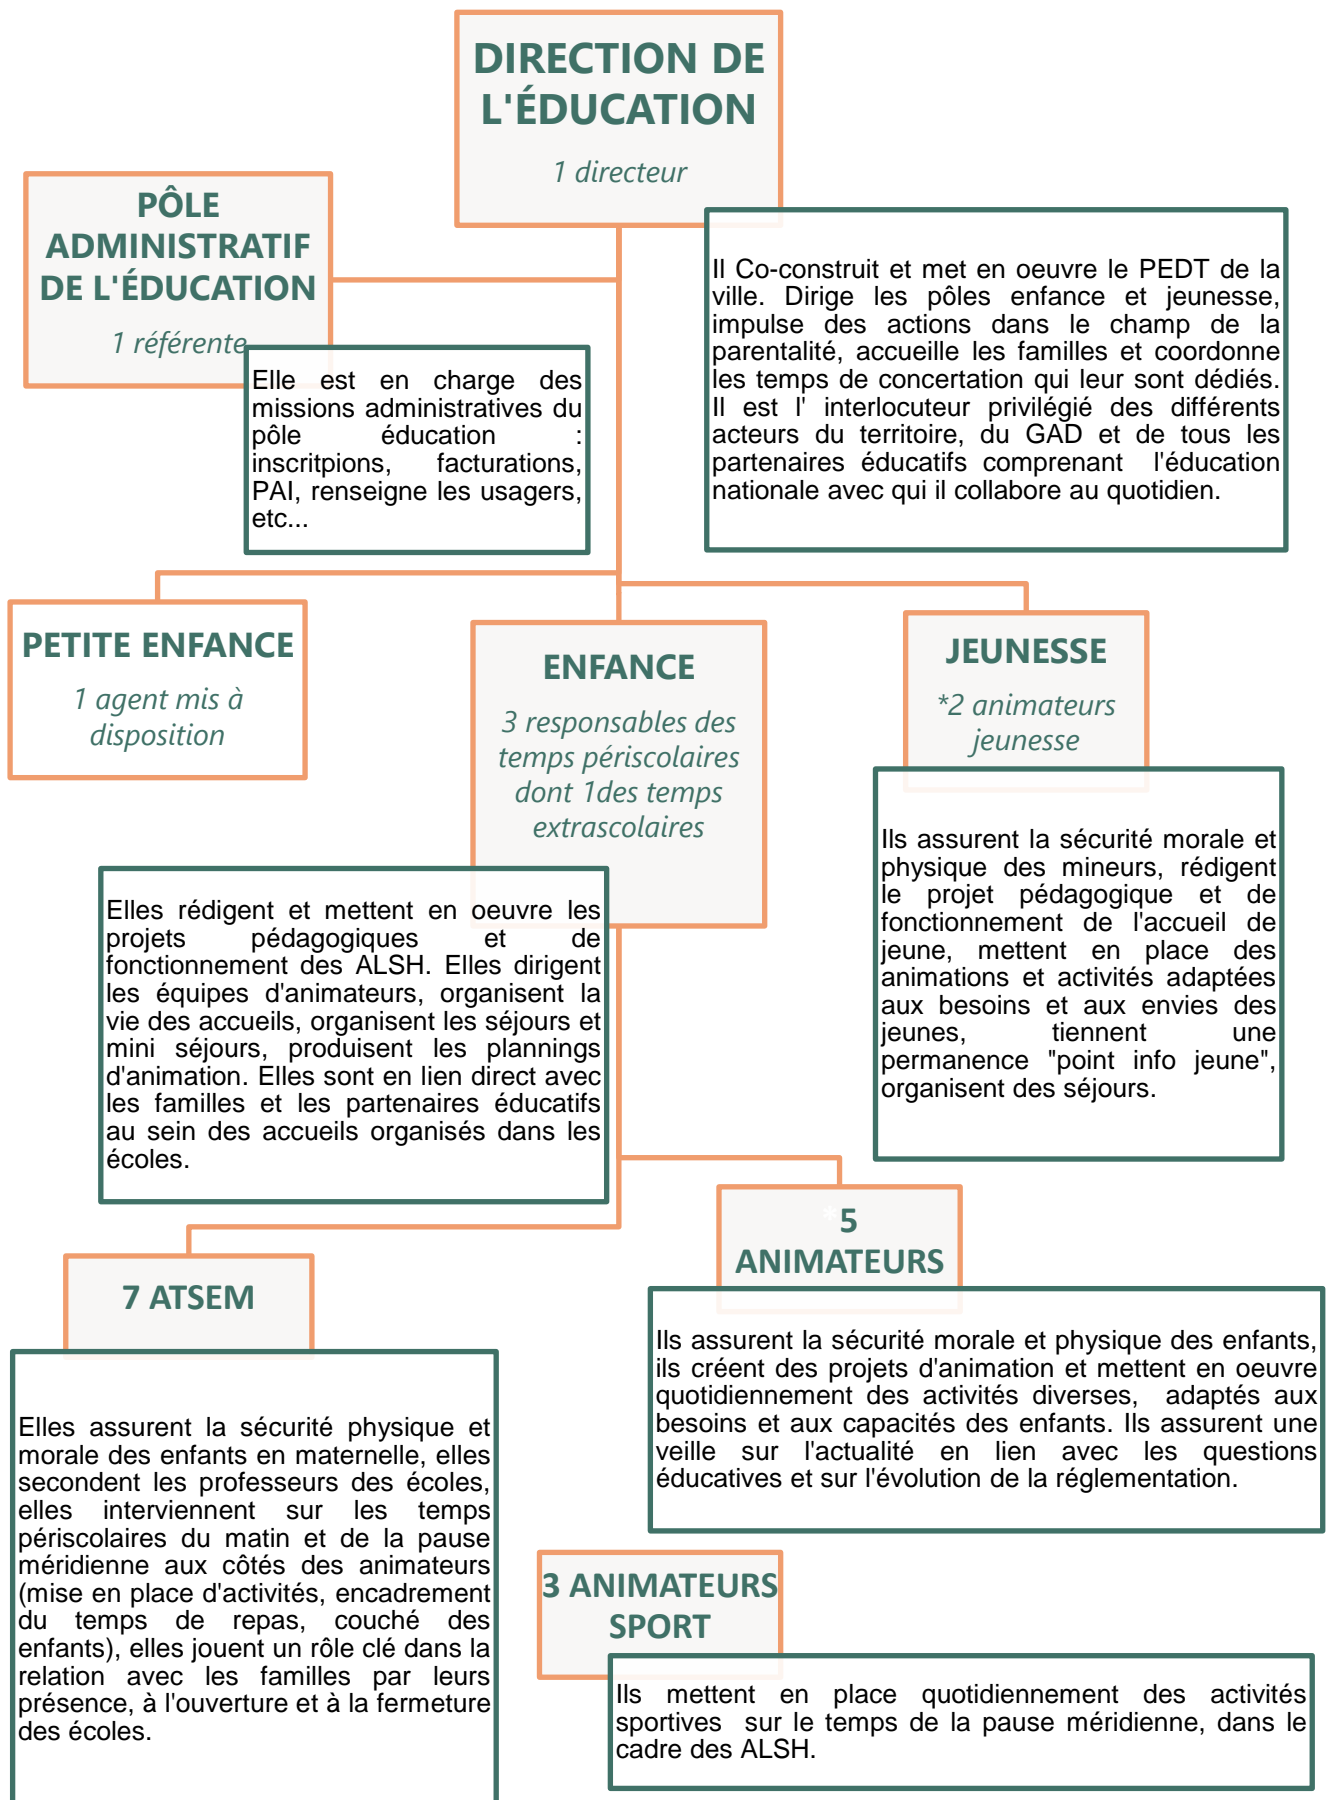 DIRECTION DE
L'ÉDUCATION
1 directeur
PÔLE
ADMINISTRATIF
DE L'ÉDUCATION
1 référente
Il Co-construit et met en oeuvre le PEDT de la
ville. Dirige les pôles enfance et jeunesse,
impulse des actions dans le champ de la
parentalité, accueille les familles et coordonne
les temps de concertation qui leur sont dédiés.
Il est l' interlocuteur privilégié des différents
acteurs du territoire, du GAD et de tous les
partenaires éducatifs comprenant l'éducation
nationale avec qui il collabore au quotidien.
Elle est en charge des
missions administratives du
pôle éducation :
inscritpions, facturations,
PAI, renseigne les usagers,
etc...
PETITE ENFANCE
1 agent mis à
disposition
ENFANCE
3 responsables des
temps périscolaires
dont 1des temps
extrascolaires
JEUNESSE
*2 animateurs
jeunesse
Elles rédigent et mettent en oeuvre les
projets pédagogiques et de
fonctionnement des ALSH. Elles dirigent
les équipes d'animateurs, organisent la
vie des accueils, organisent les séjours et
mini séjours, produisent les plannings
d'animation. Elles sont en lien direct avec
les familles et les partenaires éducatifs
au sein des accueils organisés dans les
écoles.
Ils assurent la sécurité morale et
physique des mineurs, rédigent
le projet pédagogique et de
fonctionnement de l'accueil de
jeune, mettent en place des
animations et activités adaptées
aux besoins et aux envies des
jeunes, tiennent une
permanence "point info jeune",
organisent des séjours.
*5
ANIMATEURS
7 ATSEM
Ils assurent la sécurité morale et physique des enfants,
ils créent des projets d'animation et mettent en oeuvre
quotidiennement des activités diverses, adaptés aux
besoins et aux capacités des enfants. Ils assurent une
veille sur l'actualité en lien avec les questions
éducatives et sur l'évolution de la réglementation.
Elles assurent la sécurité physique et
morale des enfants en maternelle, elles
secondent les professeurs des écoles,
elles interviennent sur les temps
périscolaires du matin et de la pause
méridienne aux côtés des animateurs
(mise en place d'activités, encadrement
du temps de repas, couché des
enfants), elles jouent un rôle clé dans la
relation avec les familles par leurs
présence, à l'ouverture et à la fermeture
des écoles.
3 ANIMATEURS
SPORT
Ils mettent en place quotidiennement des activités
sportives sur le temps de la pause méridienne, dans le
cadre des ALSH.